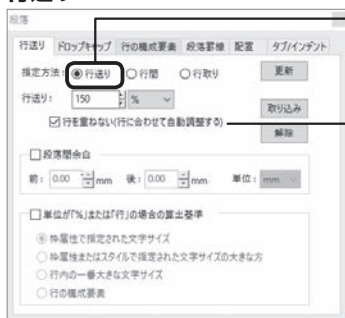 段落
行送り ドロップキャップ 行の構成要素 段落罫線 配置 タブ/インデント
指定方法: 行送り 行間 行取り 更新
行送り: 150 % 取り込み
行を重ねない(行に合わせて自動調整する) 解除
段落間余白
前: 0.00 mm 後: 0.00 mm 単位: mm
単位が「%」または「行」の場合の算出基準
枠属性で指定された文字サイズ
枠属性またはスタイルで指定された文字サイズの大きな方
行内の一番大きな文字サイズ
行の構成要素